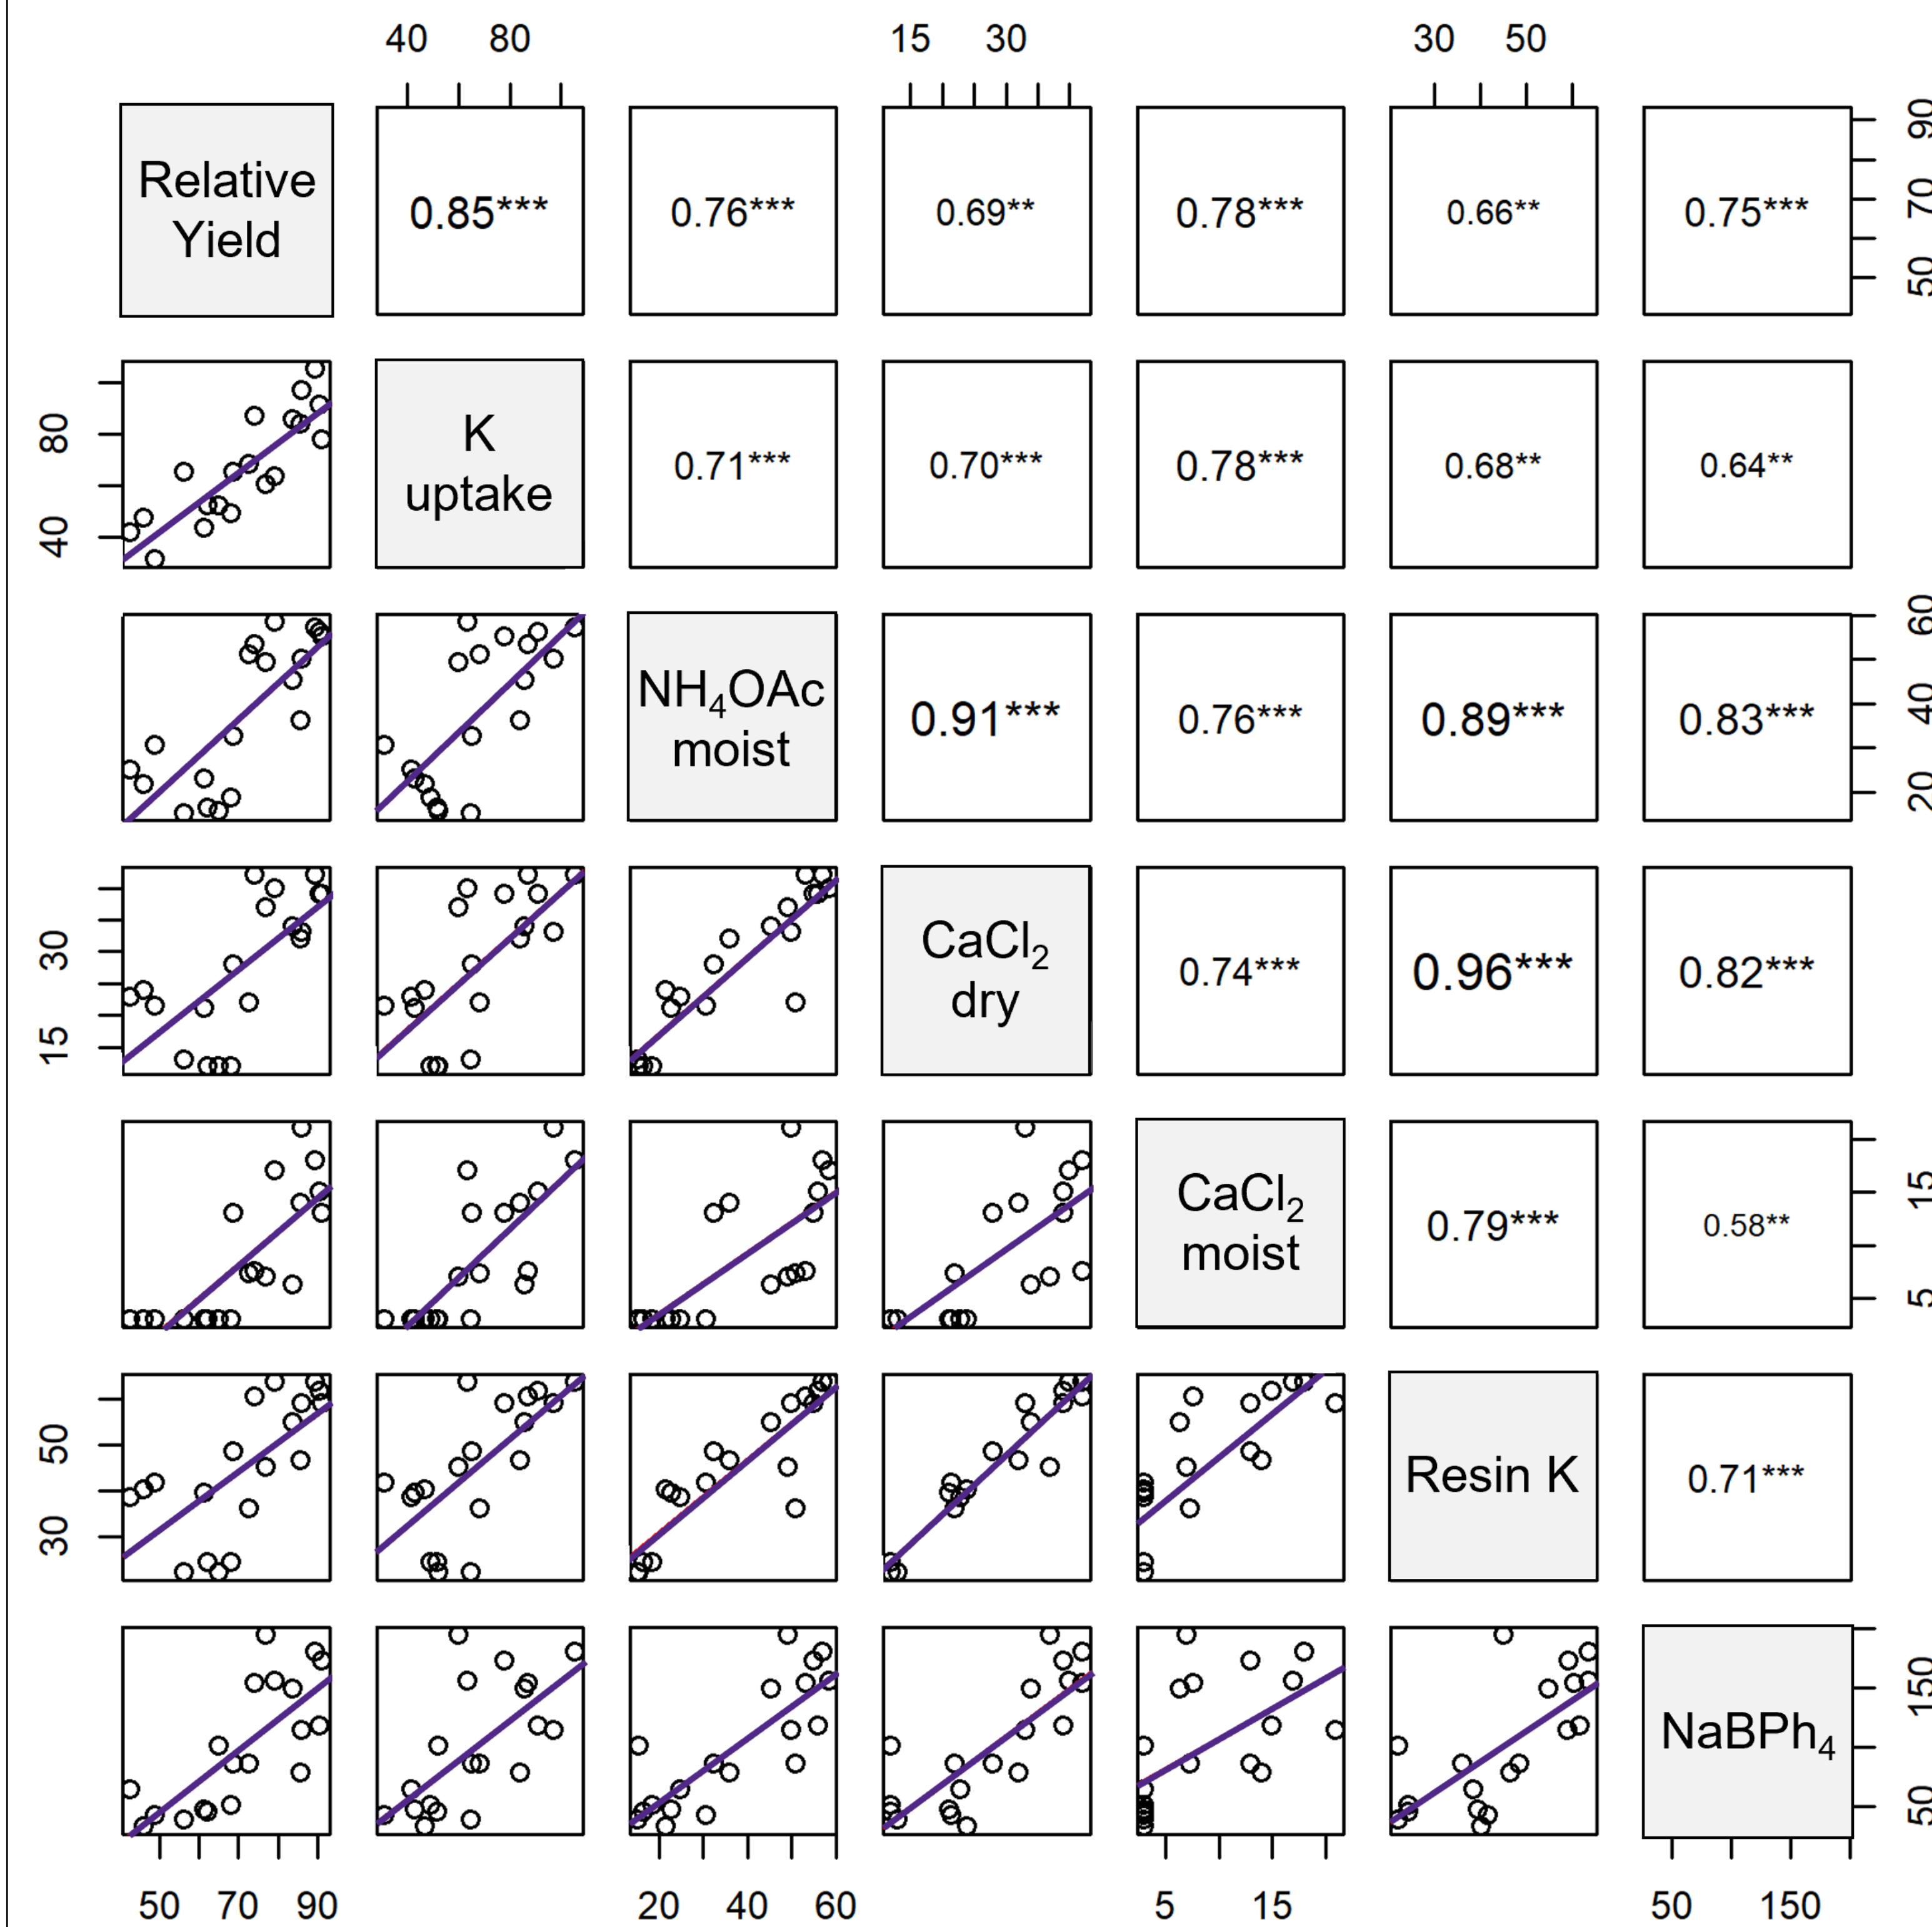 40 80 15 30 30 50
Relative
Yield
0.85*** 0.76*** 0.69** 0.78*** 0.66** 0.75***
50 70 90
40 80
K
uptake
0.71*** 0.70*** 0.78*** 0.68** 0.64**
NH₄OAc
moist
0.91*** 0.76*** 0.89*** 0.83***
20 40 60
15 30
CaCl₂
dry
0.74*** 0.96*** 0.82***
CaCl₂
moist
0.79*** 0.58**
5 15
30 50
Resin K
0.71***
NaBPh₄
50 150
50 70 90 20 40 60 5 15 50 150